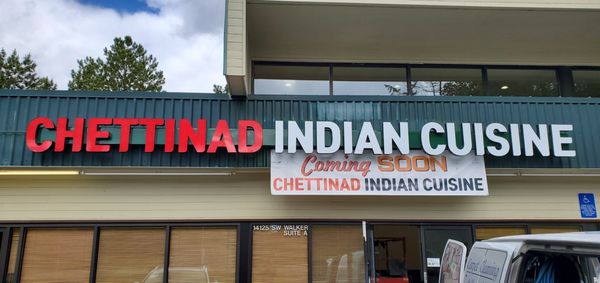 CHETTINAD INDIAN CUISINE
Coming SOON
CHETTINAD INDIAN CUISINE
14125 SW WALKER
SUITE A